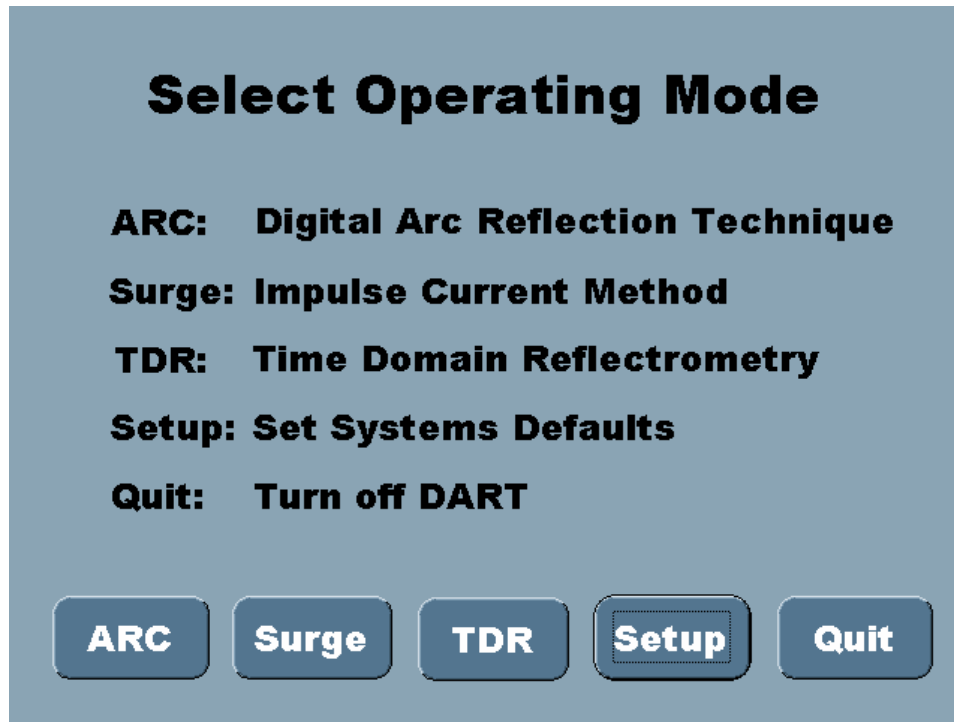 Select Operating Mode
ARC: Digital Arc Reflection Technique
Surge: Impulse Current Method
TDR: Time Domain Reflectrometry
Setup: Set Systems Defaults
Quit: Turn off DART
ARC Surge TDR Setup Quit